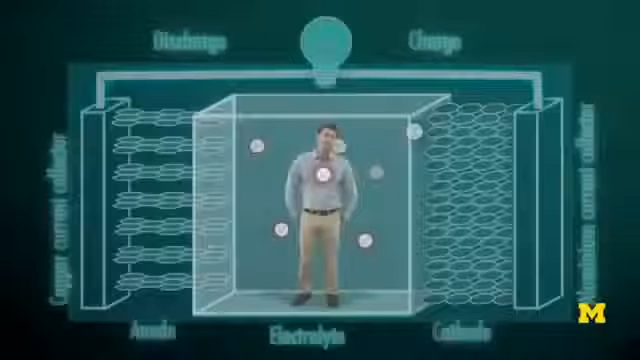 Discharge
Charge
Copper current collector
Aluminium current collector
Anode
Electrolyte
Cathode
M